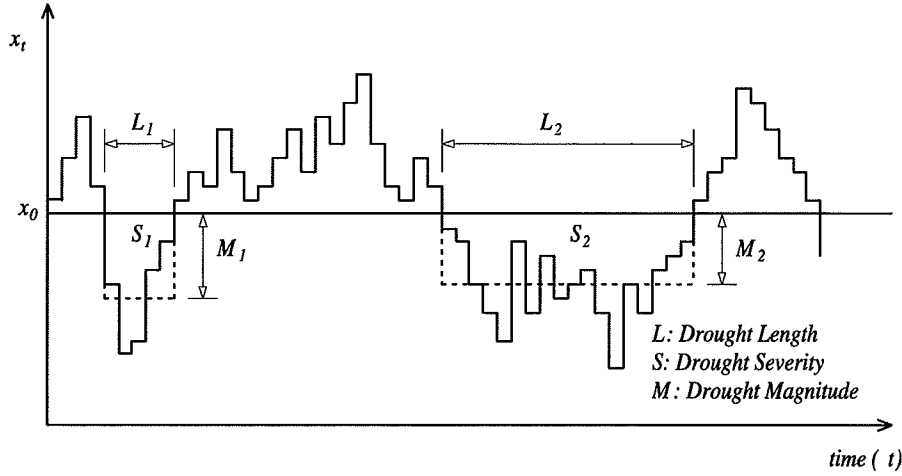 x_t
L_1
L_2
x_0
S_1
M_1
S_2
M_2
L: Drought Length
S: Drought Severity
M: Drought Magnitude
time ( t)